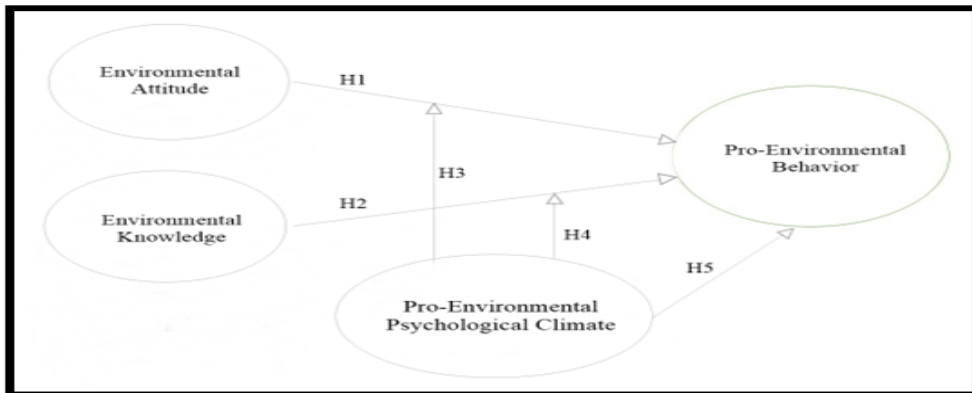 Environmental
Attitude
H1
Pro-Environmental
Behavior
H3
Environmental
Knowledge
H2
H4
H5
Pro-Environmental
Psychological Climate